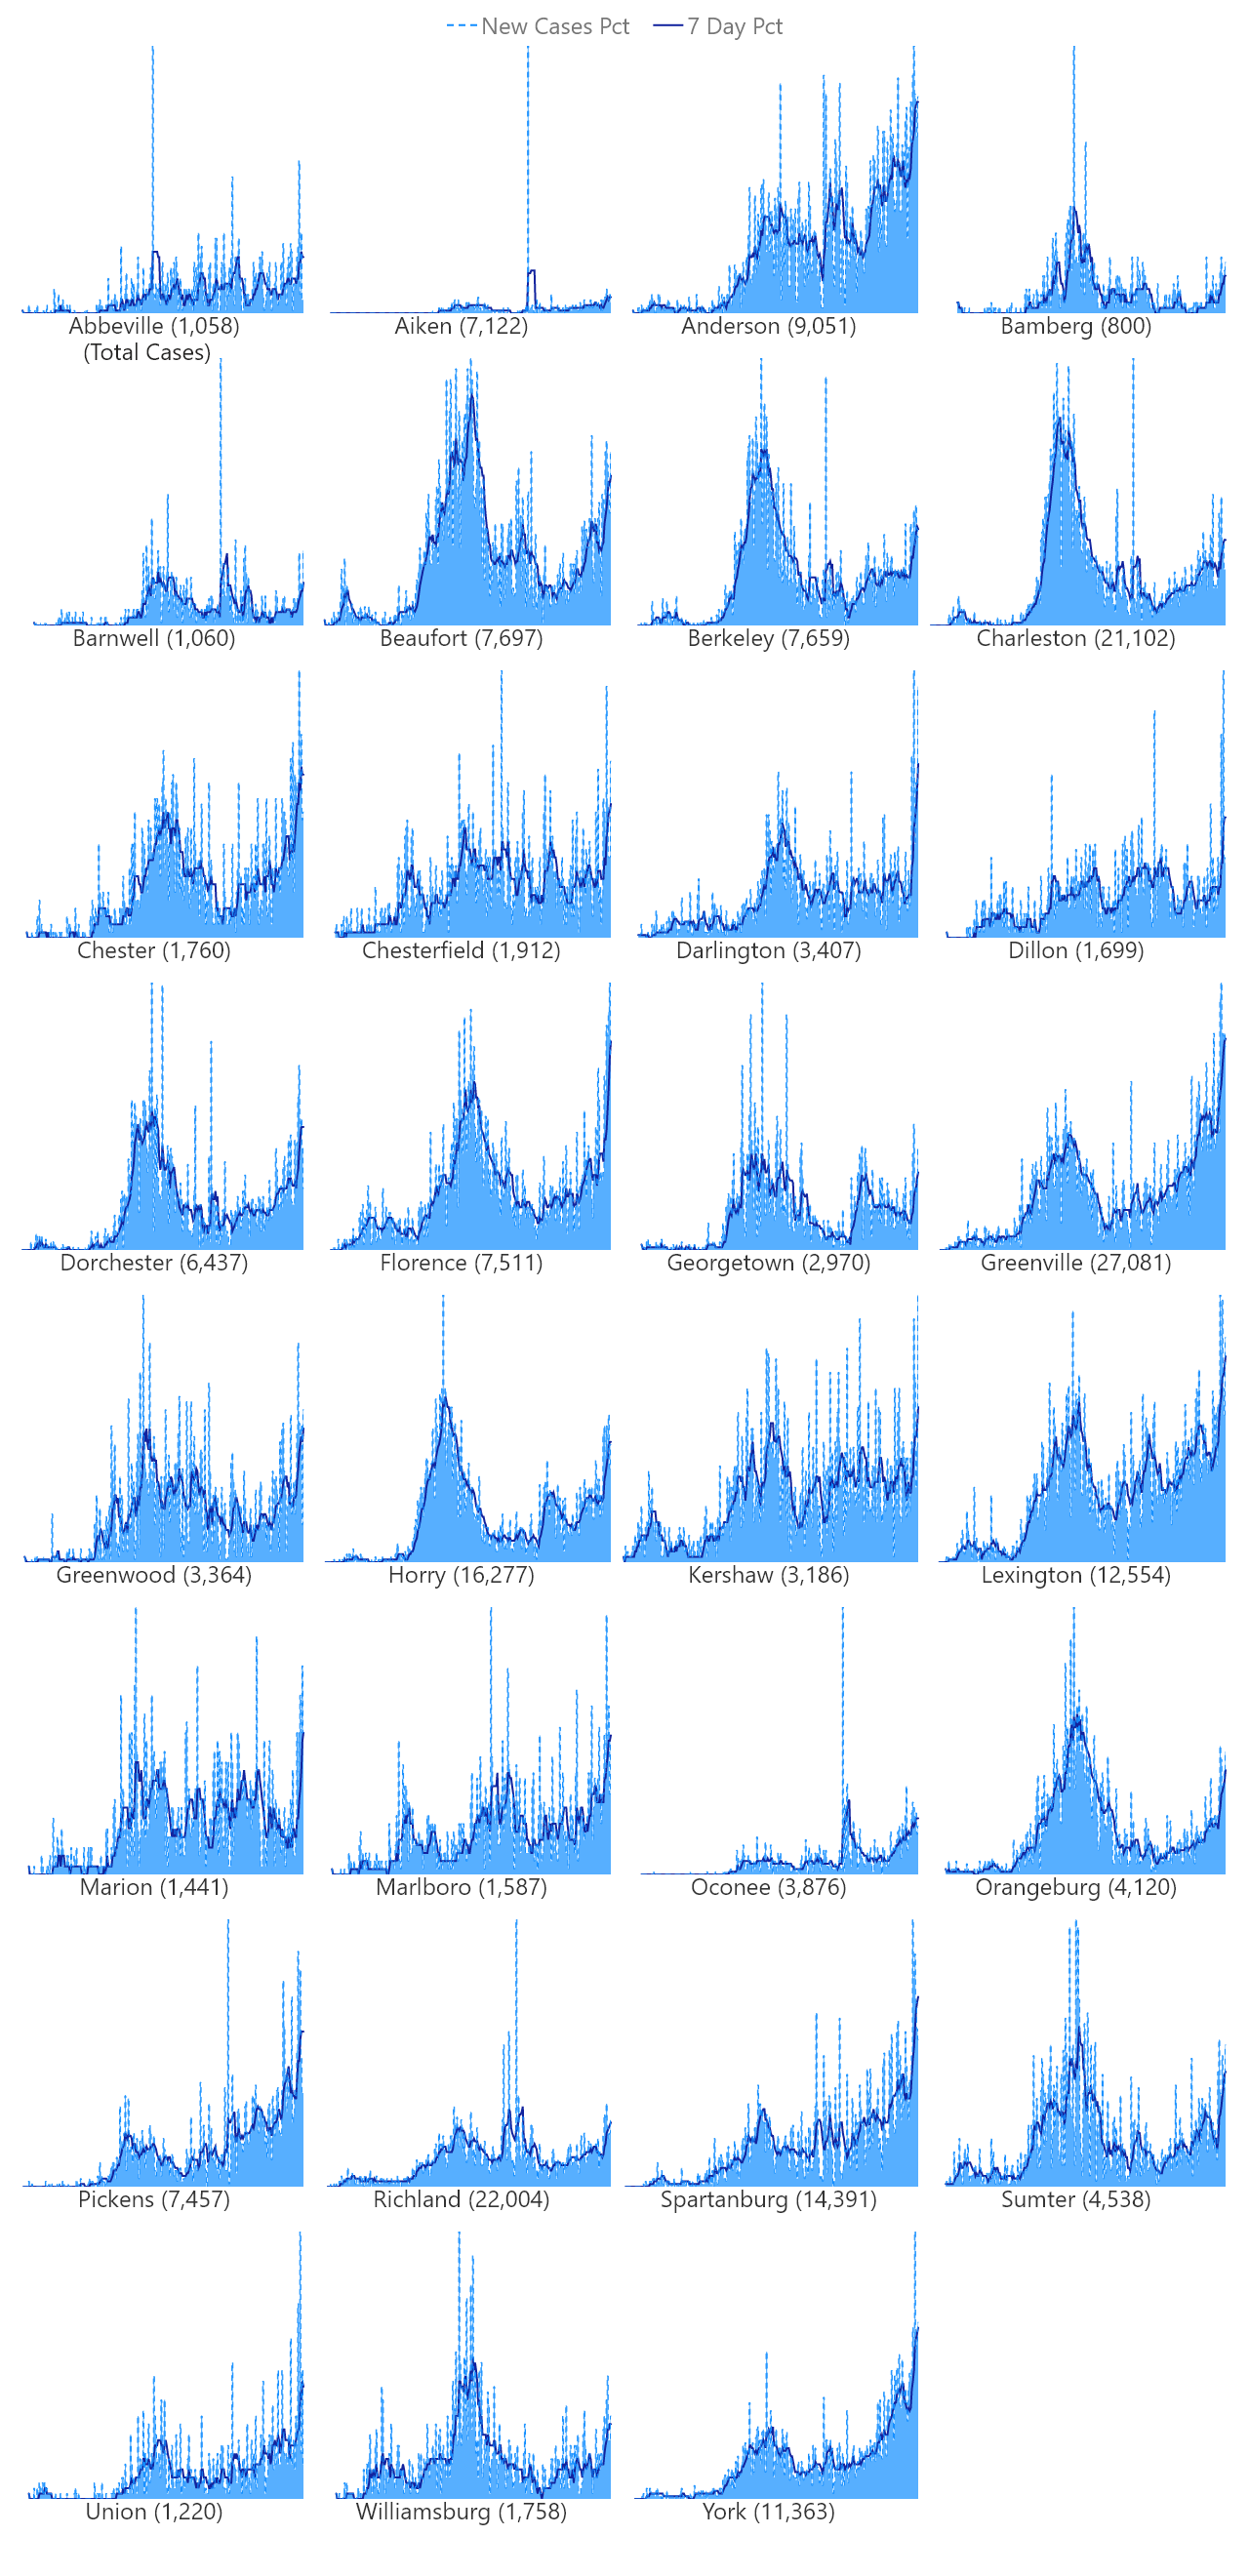 New Cases Pct 7 Day Pct
Abbeville (1,058) Aiken (7,122) Anderson (9,051) Bamberg (800)
(Total Cases)
Barnwell (1,060) Beaufort (7,697) Berkeley (7,659) Charleston (21,102)
Chester (1,760) Chesterfield (1,912) Darlington (3,407) Dillon (1,699)
Dorchester (6,437) Florence (7,511) Georgetown (2,970) Greenville (27,081)
Greenwood (3,364) Horry (16,277) Kershaw (3,186) Lexington (12,554)
Marion (1,441) Marlboro (1,587) Oconee (3,876) Orangeburg (4,120)
Pickens (7,457) Richland (22,004) Spartanburg (14,391) Sumter (4,538)
Union (1,220) Williamsburg (1,758) York (11,363)